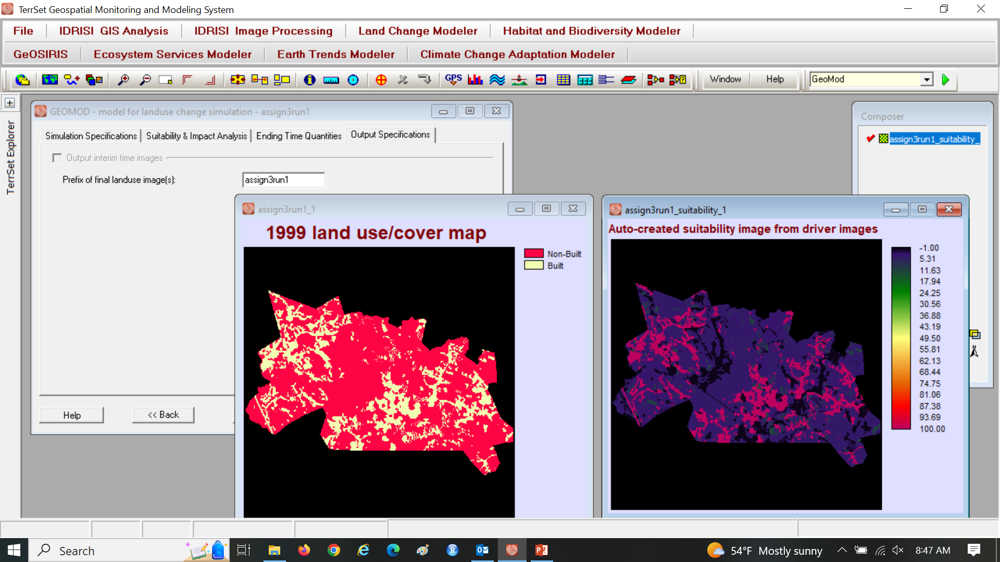 TerrSet Geospatial Monitoring and Modeling System
File
IDRISI GIS Analysis
IDRISI Image Processing
Land Change Modeler
Habitat and Biodiversity Modeler
GeOSIRIS
Ecosystem Services Modeler
Earth Trends Modeler
Climate Change Adaptation Modeler
GPS
Window
Help
GeoMod
TerrSet Explorer
GEOMOD - model for landuse change simulation - assign3run1
Simulation Specifications
Suitability & Impact Analysis
Ending Time Quantities
Output Specifications
Output interim time images
Prefix of final landuse image(s):
assign3run1
Help
<< Back
Composer
assign3run1_suitability_
N
assign3run1_1
1999 land use/cover map
Non-Built
Built
assign3run1_suitability_1
Auto-created suitability image from driver images
-1.00
5.31
11.63
17.94
24.25
30.56
36.88
43.19
49.50
55.81
62.13
68.44
74.75
81.06
87.38
93.69
100.00
Search
54°F Mostly sunny
8:47 AM